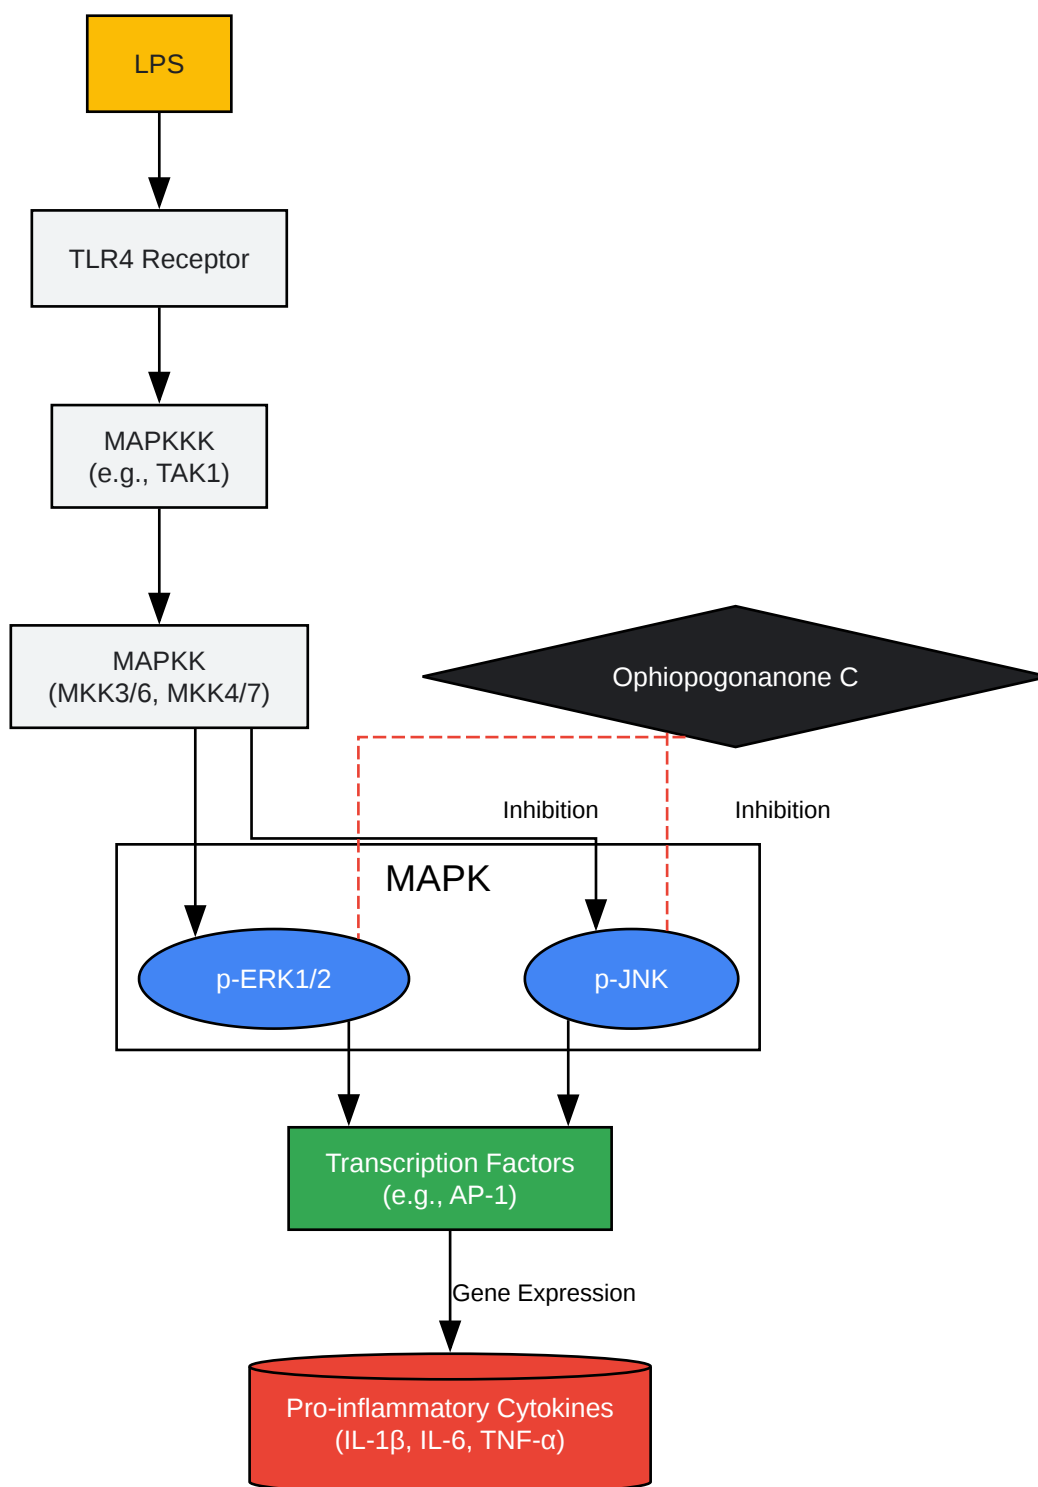 LPS
TLR4 Receptor
MAPKKK
(e.g., TAK1)
MAPKK
(MKK3/6, MKK4/7)
Ophiopogonanone C
Inhibition
Inhibition
MAPK
p-ERK1/2
p-JNK
Transcription Factors
(e.g., AP-1)
Gene Expression
Pro-inflammatory Cytokines
(IL-1β, IL-6, TNF-α)